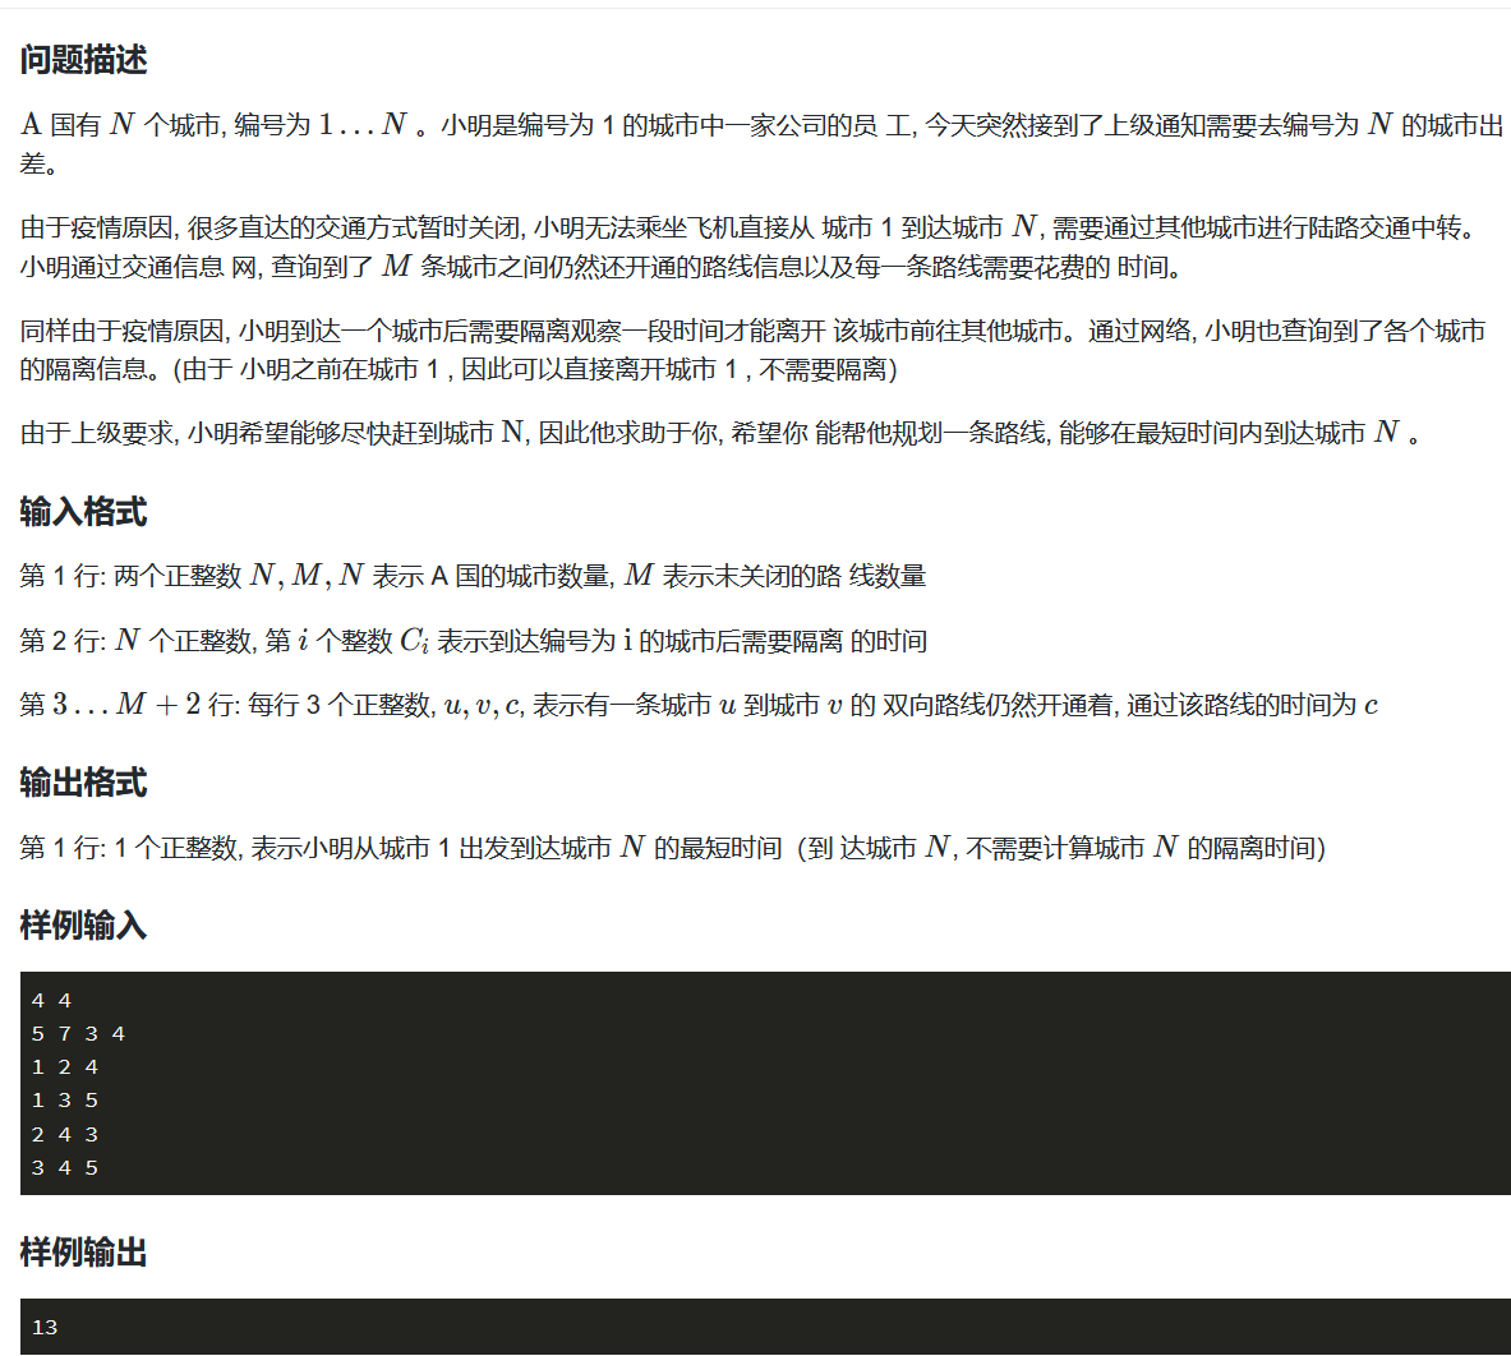 问题描述
A 国有 N 个城市, 编号为 1 . . . N 。小明是编号为 1 的城市中一家公司的员 工, 今天突然接到了上级通知需要去编号为 N 的城市出
差。
由于疫情原因, 很多直达的交通方式暂时关闭, 小明无法乘坐飞机直接从 城市 1 到达城市 N, 需要通过其他城市进行陆路交通中转。
小明通过交通信息 网, 查询到了 M 条城市之间仍然还开通的路线信息以及每一条路线需要花费的 时间。
同样由于疫情原因, 小明到达一个城市后需要隔离观察一段时间才能离开 该城市前往其他城市。通过网络, 小明也查询到了各个城市
的隔离信息。(由于 小明之前在城市 1 , 因此可以直接离开城市 1 , 不需要隔离)
由于上级要求, 小明希望能够尽快赶到城市 N, 因此他求助于你, 希望你 能帮他规划一条路线, 能够在最短时间内到达城市 N 。
输入格式
第 1 行: 两个正整数 N, M, N 表示 A 国的城市数量, M 表示末关闭的路 线数量
第 2 行: N 个正整数, 第 i 个整数 Ci 表示到达编号为 i 的城市后需要隔离 的时间
第 3 . . . M + 2 行: 每行 3 个正整数, u, v, c, 表示有一条城市 u 到城市 v 的 双向路线仍然开通着, 通过该路线的时间为 c
输出格式
第 1 行: 1 个正整数, 表示小明从城市 1 出发到达城市 N 的最短时间（到 达城市 N, 不需要计算城市 N 的隔离时间）
样例输入
4 4
5 7 3 4
1 2 4
1 3 5
2 4 3
3 4 5
样例输出
13